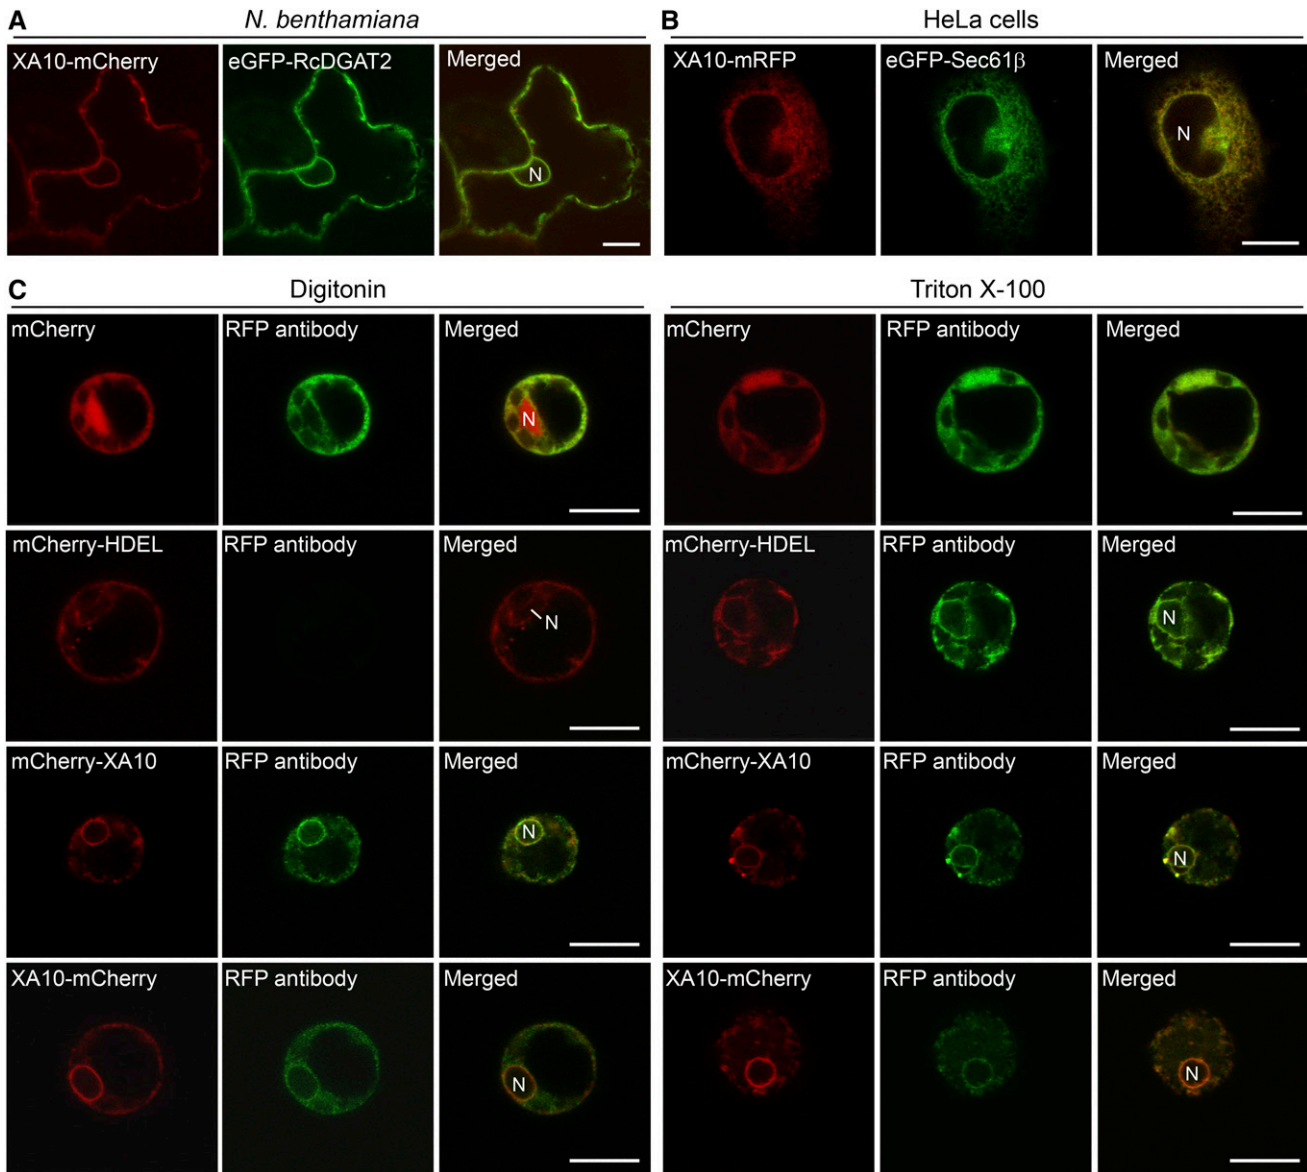 A N. benthamiana
XA10-mCherry eGFP-RcDGAT2 Merged
N
B HeLa cells
XA10-mRFP eGFP-Sec61β Merged
N
C Digitonin Triton X-100
mCherry RFP antibody Merged mCherry RFP antibody Merged
N
mCherry-HDEL RFP antibody Merged mCherry-HDEL RFP antibody Merged
N N
mCherry-XA10 RFP antibody Merged mCherry-XA10 RFP antibody Merged
N N
XA10-mCherry RFP antibody Merged XA10-mCherry RFP antibody Merged
N N